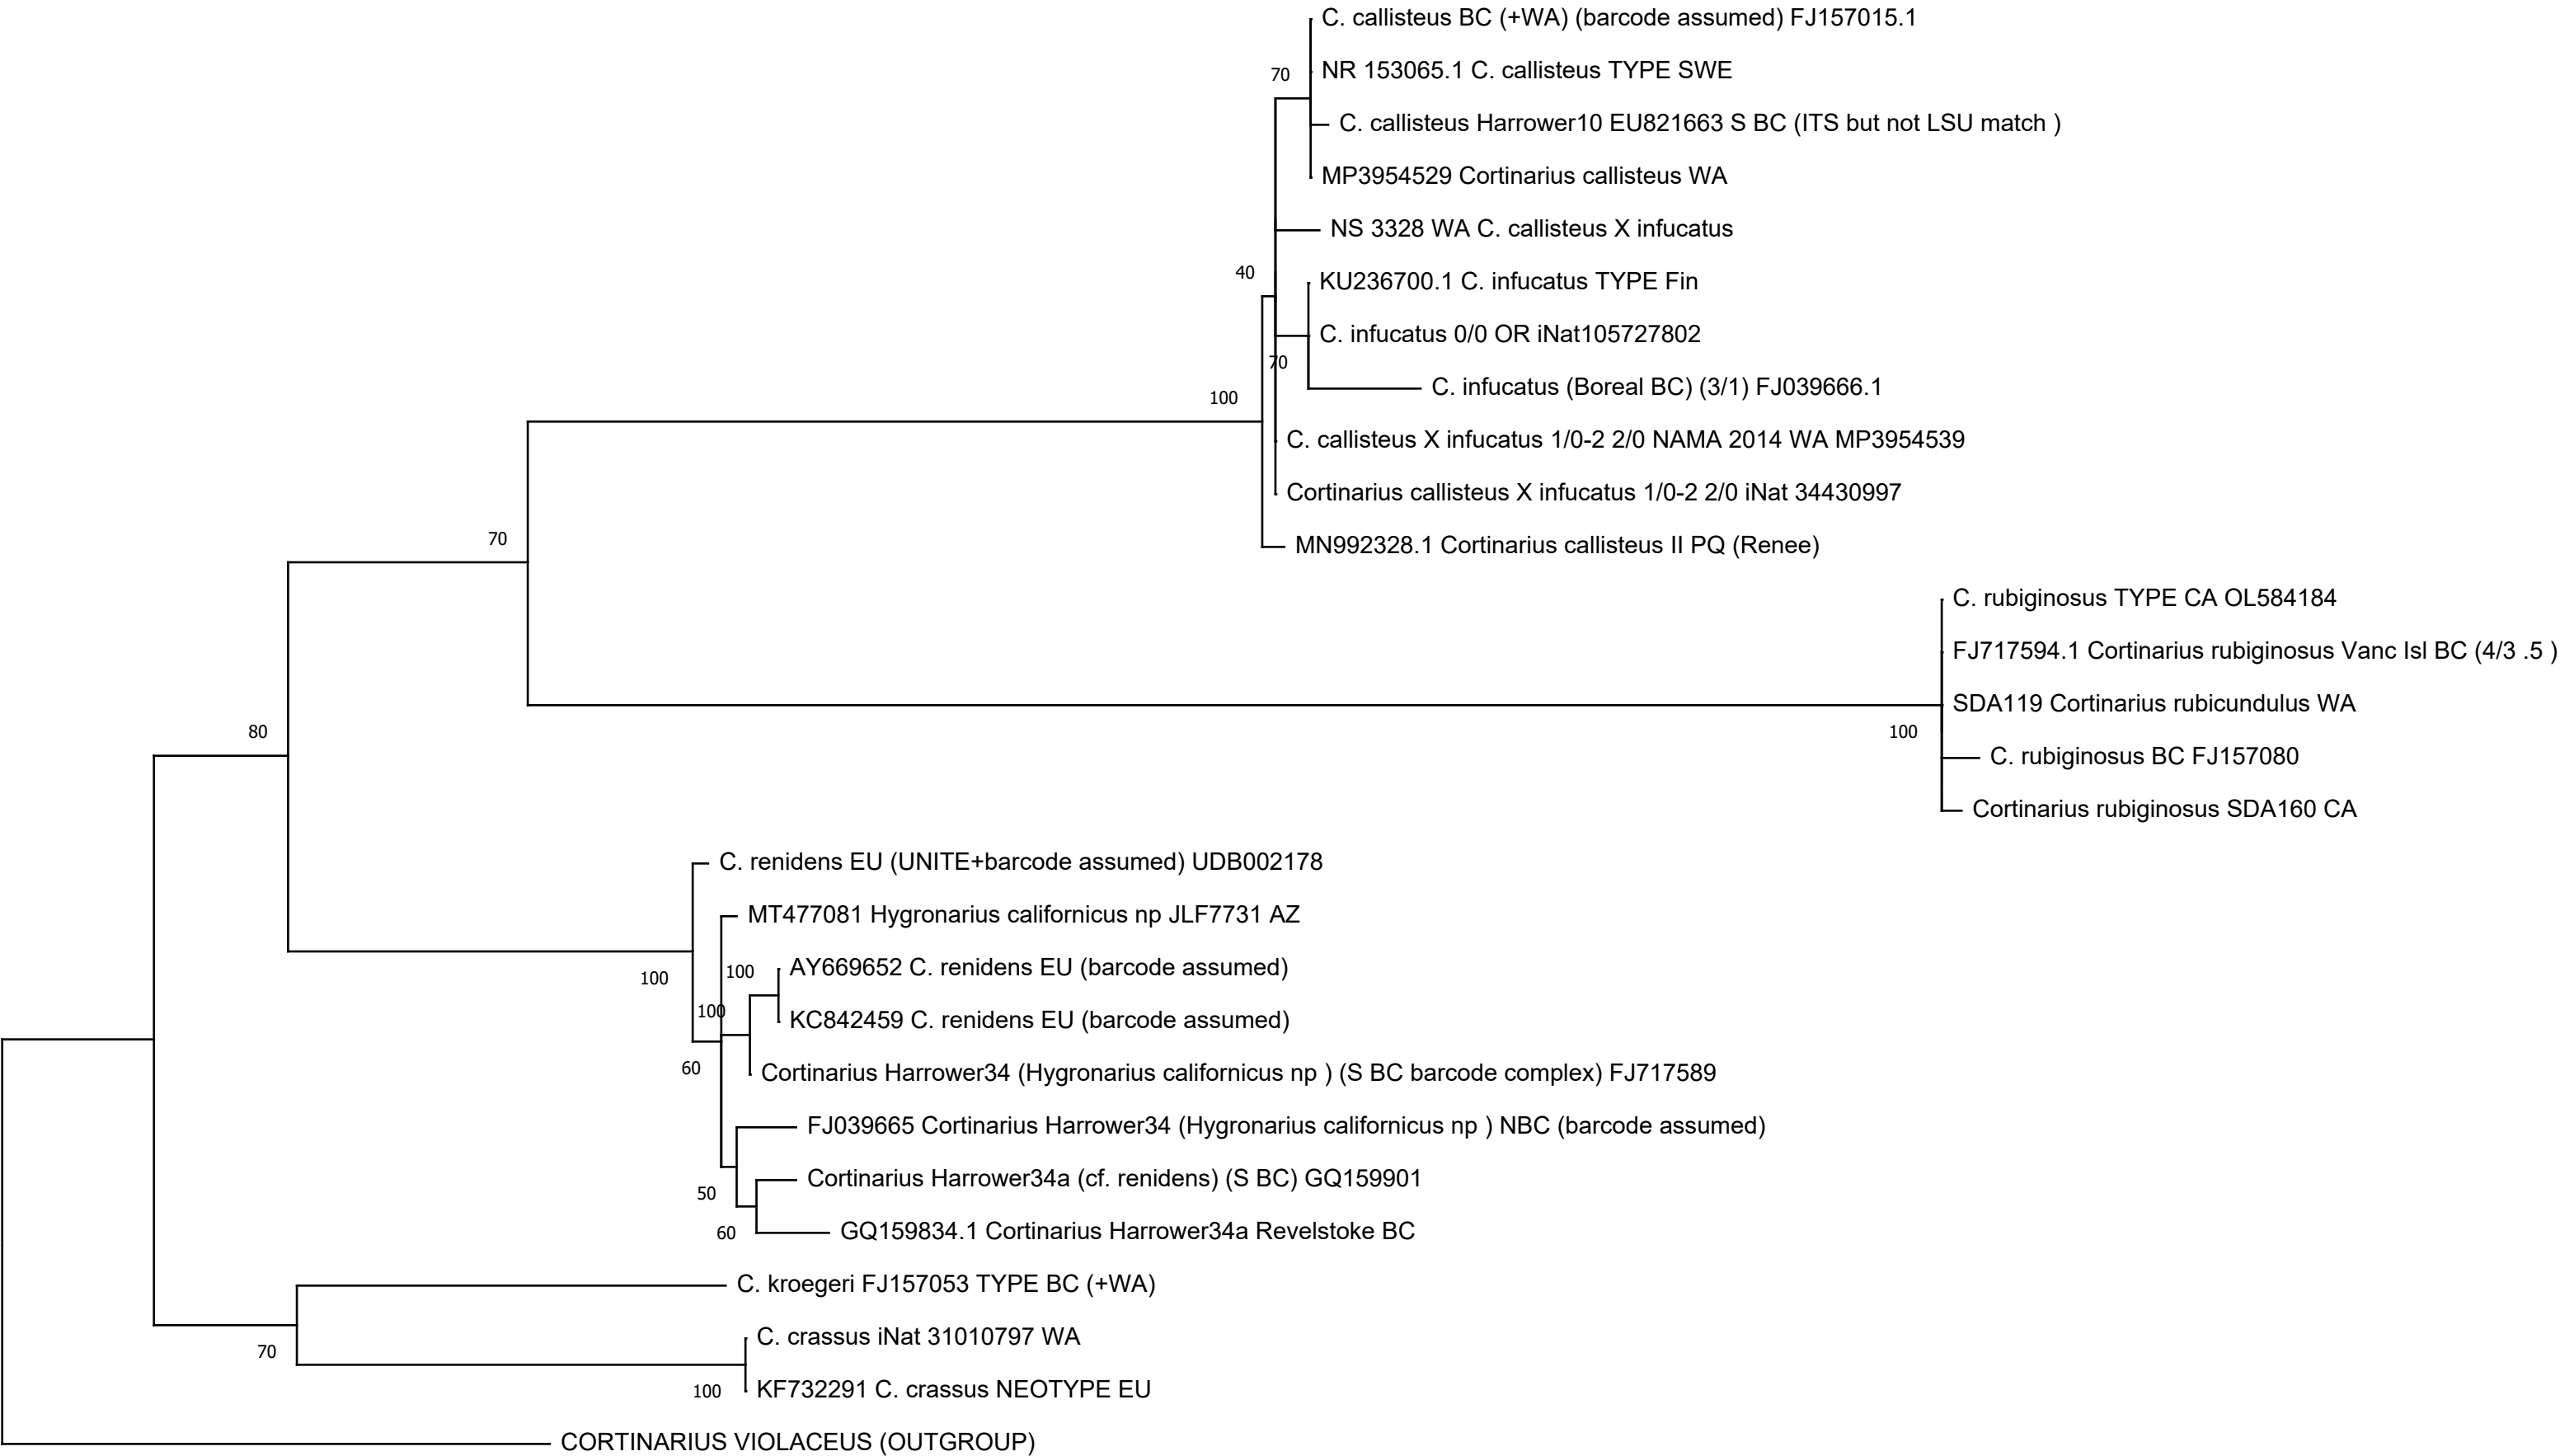 C. callisteus BC (+WA) (barcode assumed) FJ157015.1
70
NR 153065.1 C. callisteus TYPE SWE
C. callisteus Harrower10 EU821663 S BC (ITS but not LSU match )
MP3954529 Cortinarius callisteus WA
NS 3328 WA C. callisteus X infucatus
40
KU236700.1 C. infucatus TYPE Fin
C. infucatus 0/0 OR iNat105727802
70
C. infucatus (Boreal BC) (3/1) FJ039666.1
100
C. callisteus X infucatus 1/0-2 2/0 NAMA 2014 WA MP3954539
Cortinarius callisteus X infucatus 1/0-2 2/0 iNat 34430997
70
MN992328.1 Cortinarius callisteus II PQ (Renee)
C. rubiginosus TYPE CA OL584184
FJ717594.1 Cortinarius rubiginosus Vanc Isl BC (4/3 .5 )
SDA119 Cortinarius rubicundulus WA
80
100
C. rubiginosus BC FJ157080
Cortinarius rubiginosus SDA160 CA
C. renidens EU (UNITE+barcode assumed) UDB002178
MT477081 Hygronarius californicus np JLF7731 AZ
100
100
AY669652 C. renidens EU (barcode assumed)
100
KC842459 C. renidens EU (barcode assumed)
60
Cortinarius Harrower34 (Hygronarius californicus np ) (S BC barcode complex) FJ717589
FJ039665 Cortinarius Harrower34 (Hygronarius californicus np ) NBC (barcode assumed)
50
Cortinarius Harrower34a (cf. renidens) (S BC) GQ159901
60
GQ159834.1 Cortinarius Harrower34a Revelstoke BC
C. kroegeri FJ157053 TYPE BC (+WA)
70
C. crassus iNat 31010797 WA
100
KF732291 C. crassus NEOTYPE EU
CORTINARIUS VIOLACEUS (OUTGROUP)